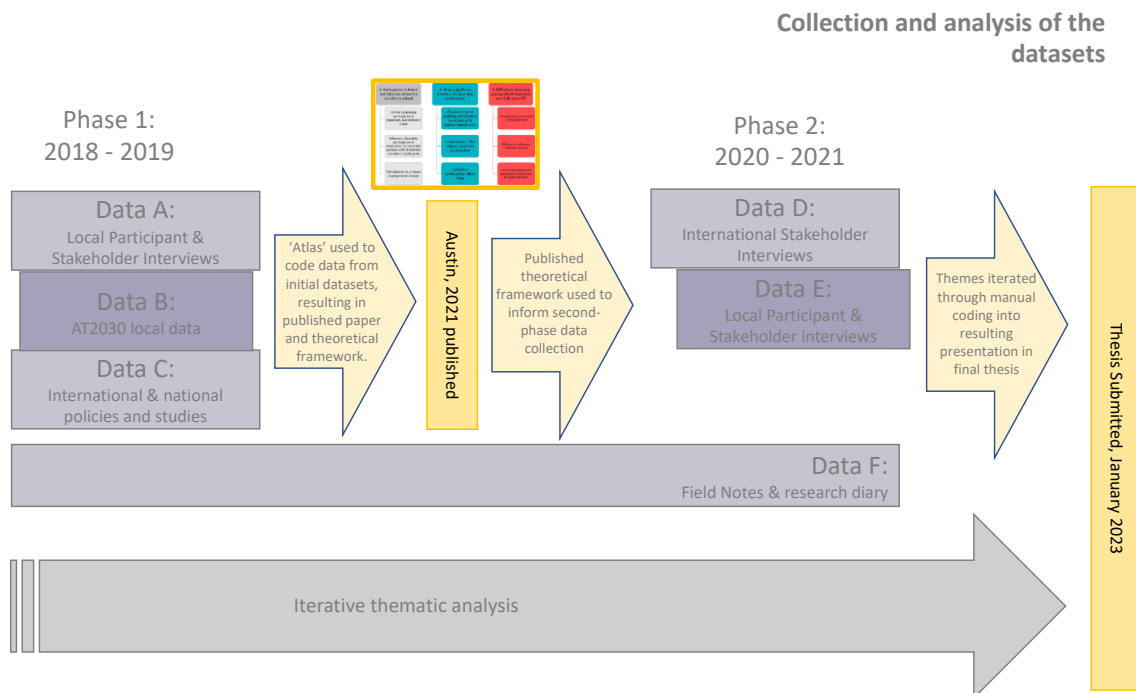 Collection and analysis of the
datasets
Phase 1:
2018 - 2019
Data A:
Local Participant &
Stakeholder Interviews
Data B:
AT2030 local data
Data C:
International & national
policies and studies
'Atlas' used to
code data from
initial datasets,
resulting in
published paper
and theoretical
framework.
Austin, 2021 published
Published
theoretical
framework used to
inform second-
phase data
collection
Phase 2:
2020 - 2021
Data D:
International Stakeholder
Interviews
Data E:
Local Participant &
Stakeholder interviews
Themes iterated
through manual
coding into
resulting
presentation in
final thesis
Thesis Submitted, January 2023
Data F:
Field Notes & research diary
Iterative thematic analysis